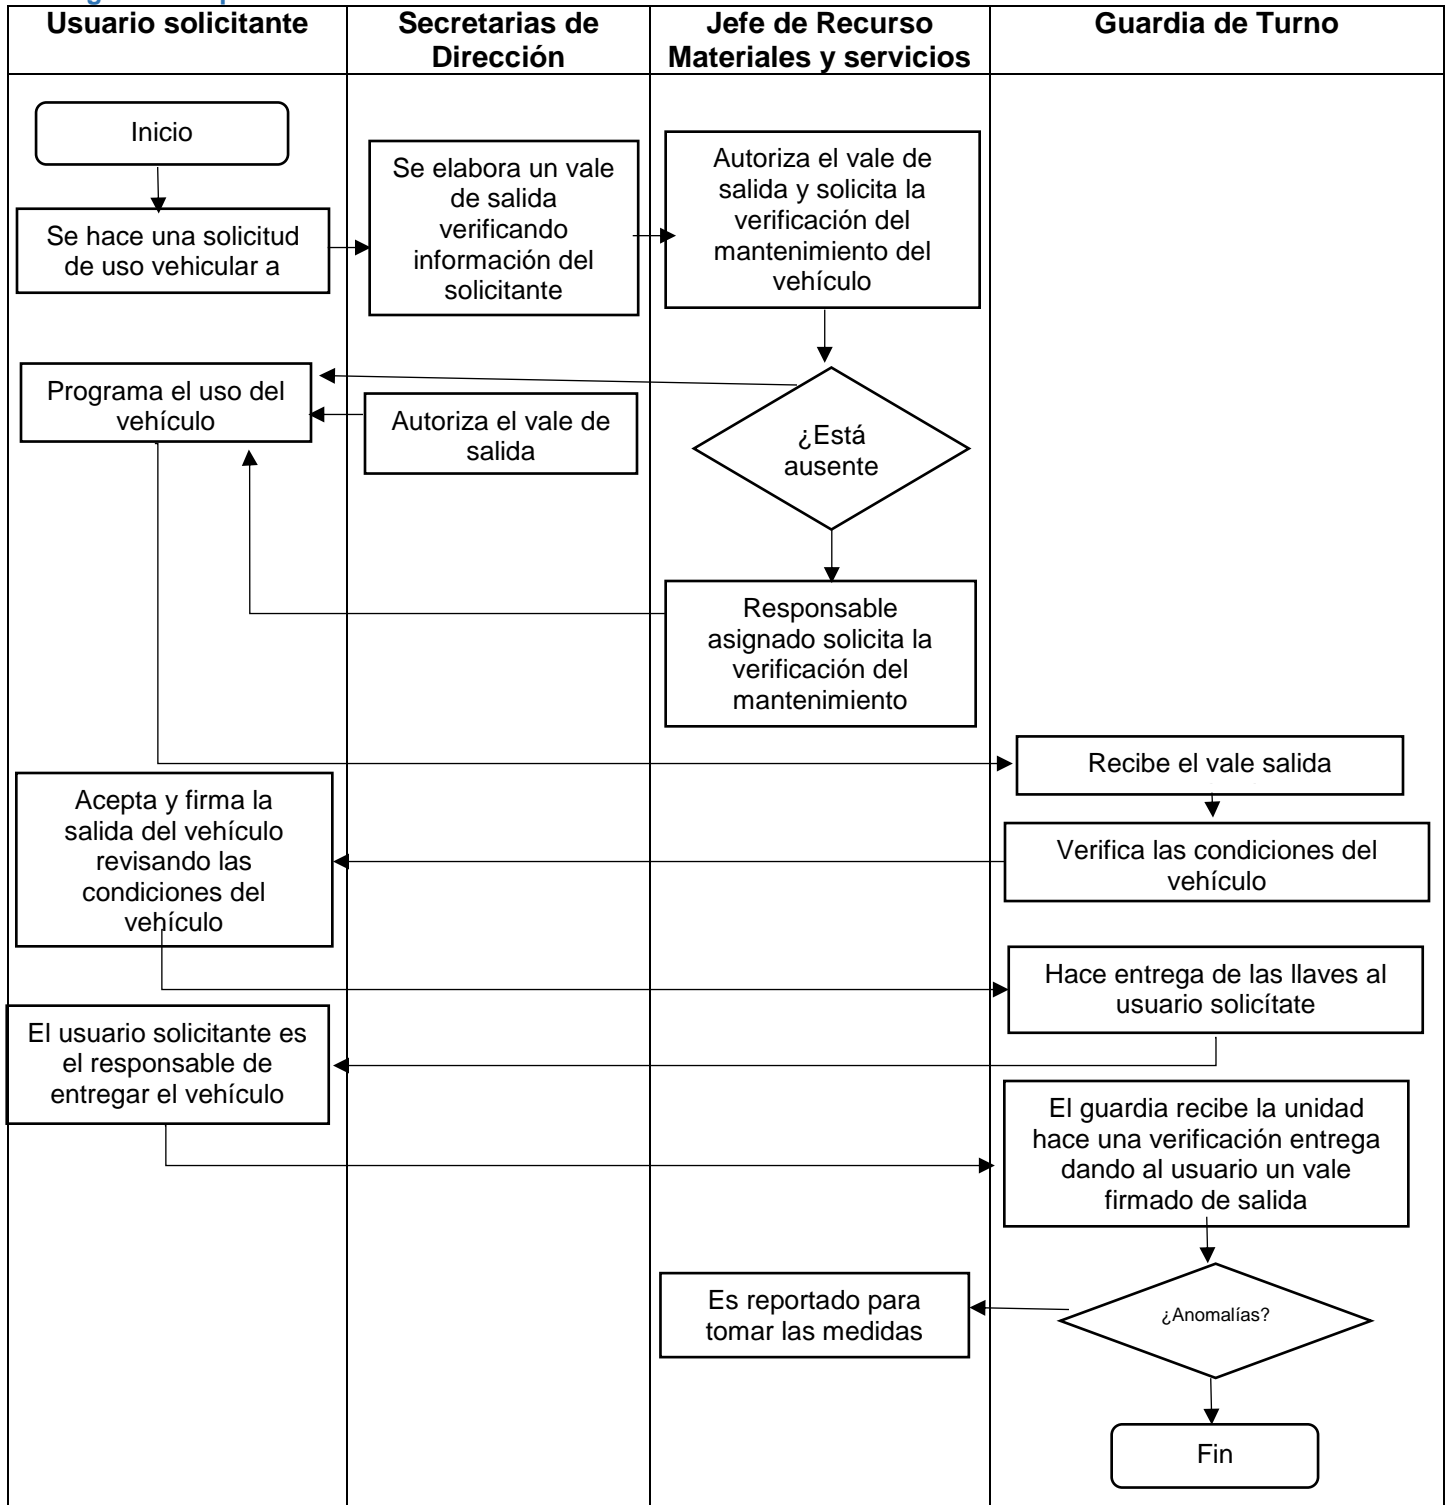 Usuario solicitante
Secretarias de
Dirección
Jefe de Recurso
Materiales y servicios
Guardia de Turno
Inicio
Se hace una solicitud
de uso vehicular a
Se elabora un vale
de salida
verificando
información del
solicitante
Autoriza el vale de
salida y solicita la
verificación del
mantenimiento del
vehículo
Programa el uso del
vehículo
Autoriza el vale de
salida
¿Está
ausente
Responsable
asignado solicita la
verificación del
mantenimiento
Recibe el vale salida
Acepta y firma la
salida del vehículo
revisando las
condiciones del
vehículo
Verifica las condiciones del
vehículo
Hace entrega de las llaves al
usuario solicítate
El usuario solicitante es
el responsable de
entregar el vehículo
El guardia recibe la unidad
hace una verificación entrega
dando al usuario un vale
firmado de salida
Es reportado para
tomar las medidas
¿Anomalías?
Fin